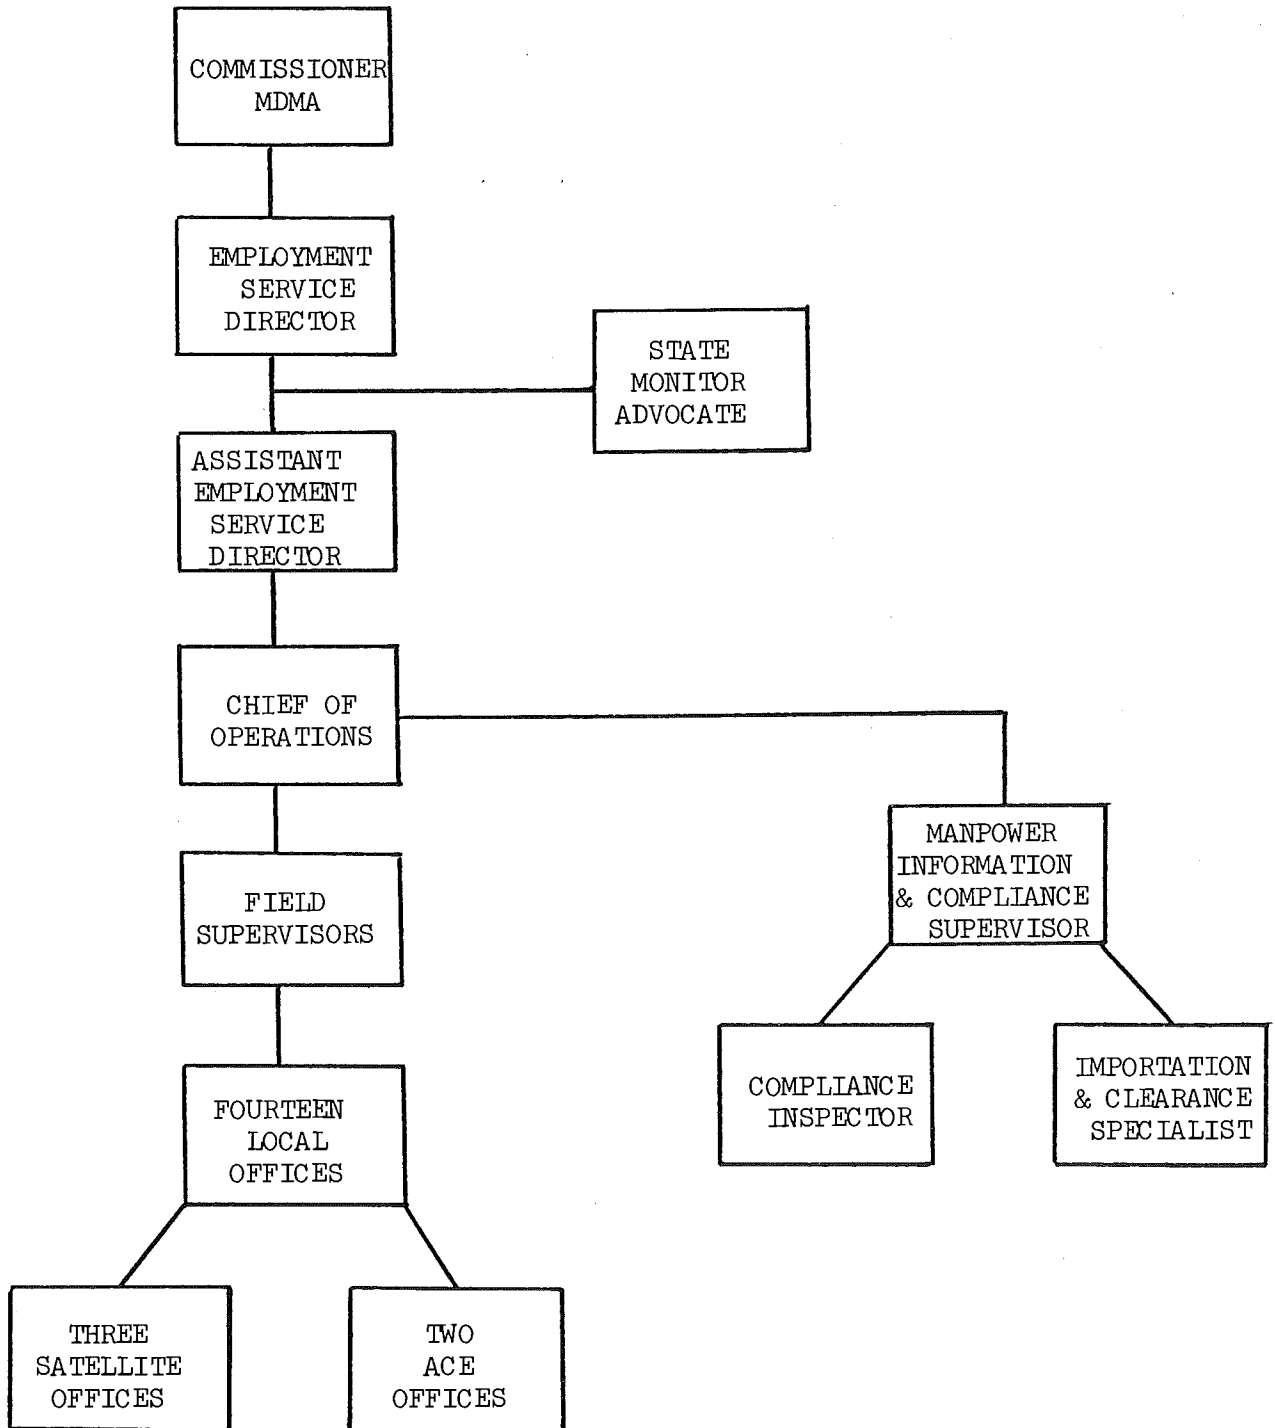 COMMISSIONER
MDMA
EMPLOYMENT
SERVICE
DIRECTOR
STATE
MONITOR
ADVOCATE
ASSISTANT
EMPLOYMENT
SERVICE
DIRECTOR
CHIEF OF
OPERATIONS
MANPOWER
INFORMATION
& COMPLIANCE
SUPERVISOR
FIELD
SUPERVISORS
COMPLIANCE
INSPECTOR
IMPORTATION
& CLEARANCE
SPECIALIST
FOURTEEN
LOCAL
OFFICES
THREE
SATELLITE
OFFICES
TWO
ACE
OFFICES